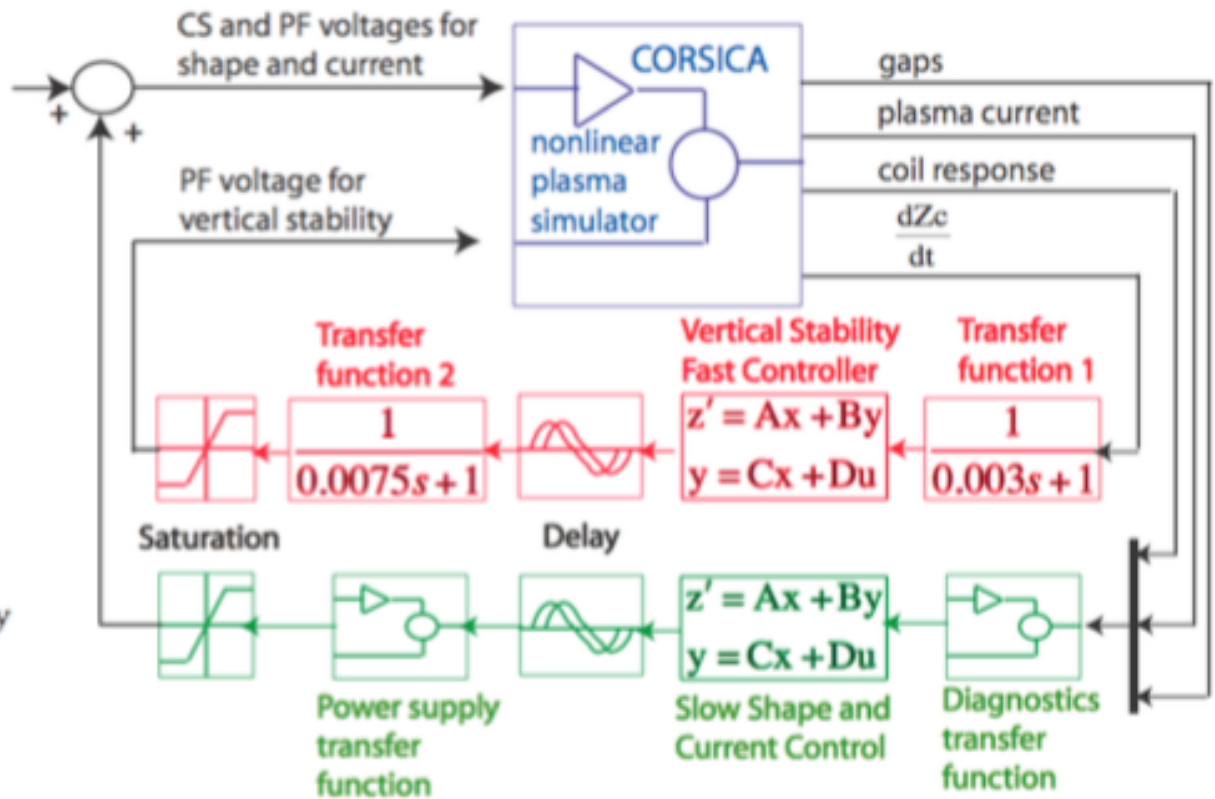 CS and PF voltages for
shape and current
+
+
CORSICA
nonlinear
plasma
simulator
gaps
plasma current
coil response
dZc
dt
PF voltage for
vertical stability
Transfer
function 2
1
0.0075s+1
Vertical Stability
Fast Controller
z' = Ax +By
y = Cx +Du
Transfer
function 1
1
0.003s+1
Saturation
Delay
y
z' = Ax +By
y = Cx +Du
Power supply
transfer
function
Slow Shape and
Current Control
Diagnostics
transfer
function